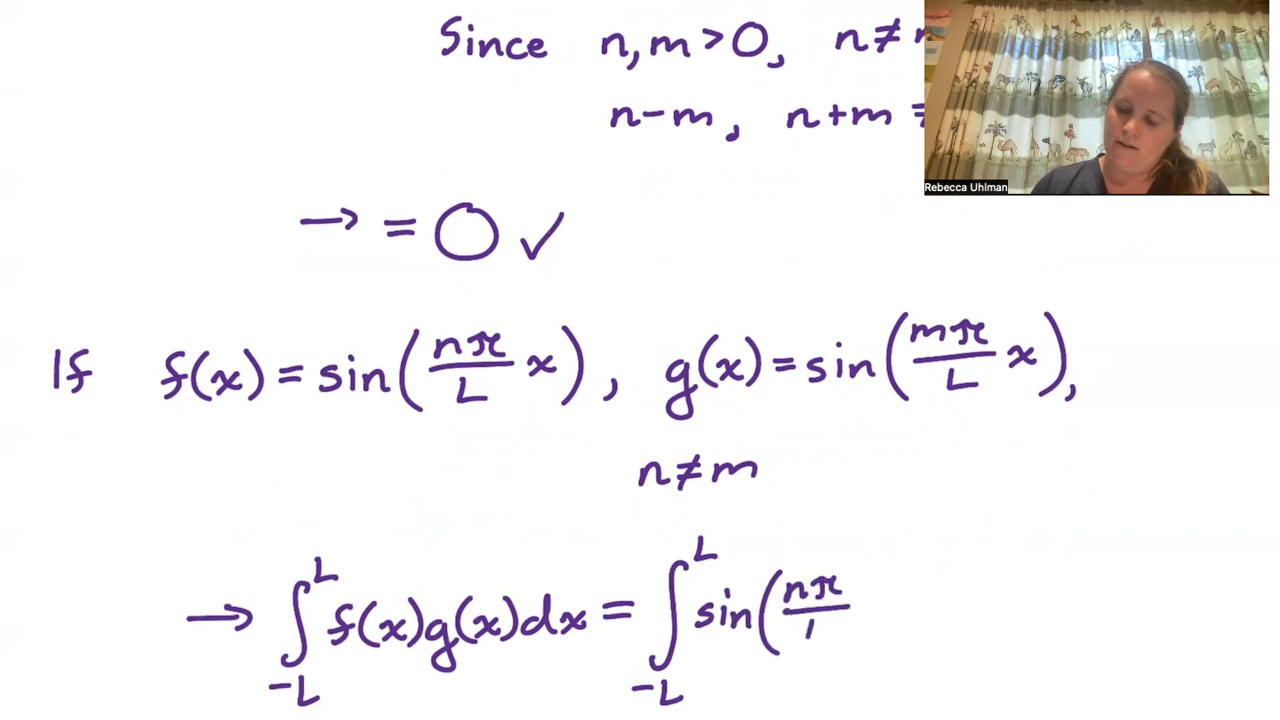 Since n, m > 0, n ≠
n-m, n+m
Rebecca Uhlman
→ = 0 ✓
If f(x) = sin(nπ/L x), g(x) = sin(mπ/L x),
n ≠ m
→ ∫_{-L}^{L} f(x)g(x)dx = ∫_{-L}^{L} sin(nπ/